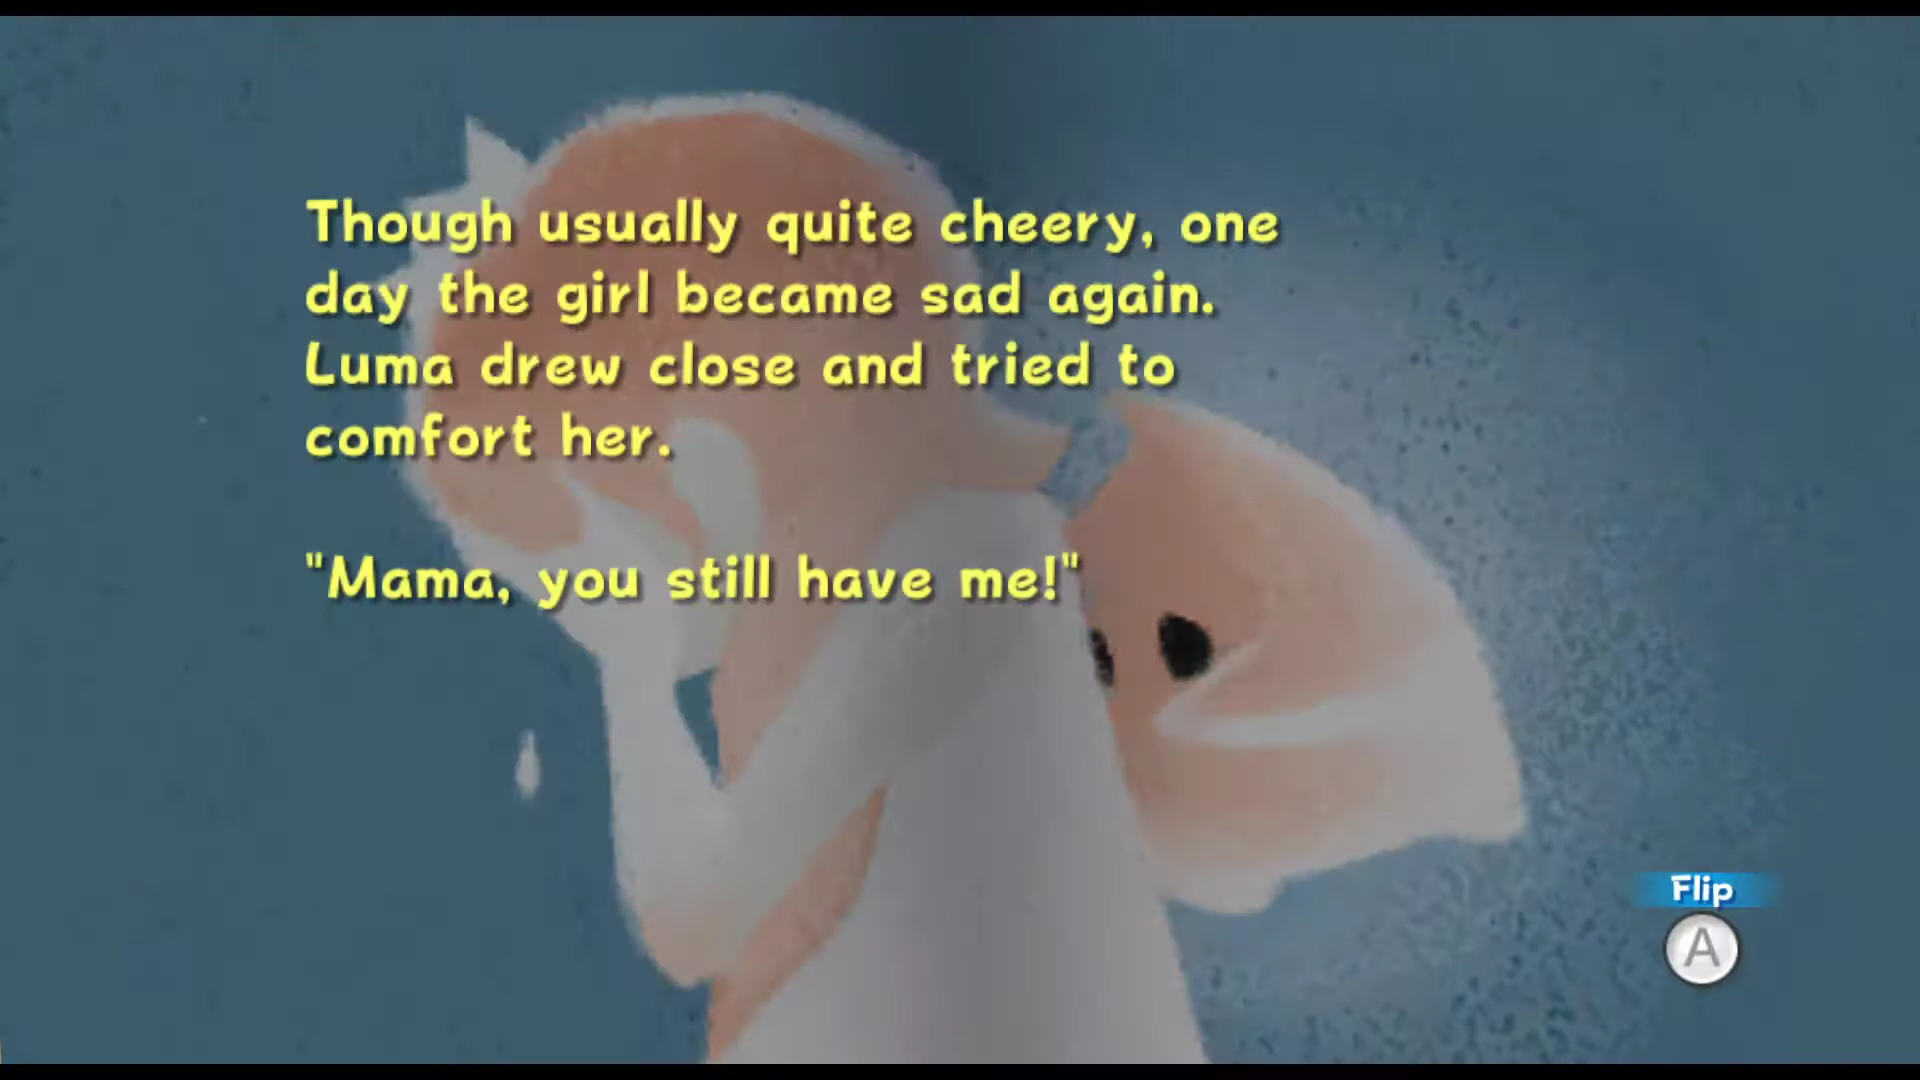 Though usually quite cheery, one
day the girl became sad again.
Luma drew close and tried to
comfort her.
"Mama, you still have me!"
Flip
A